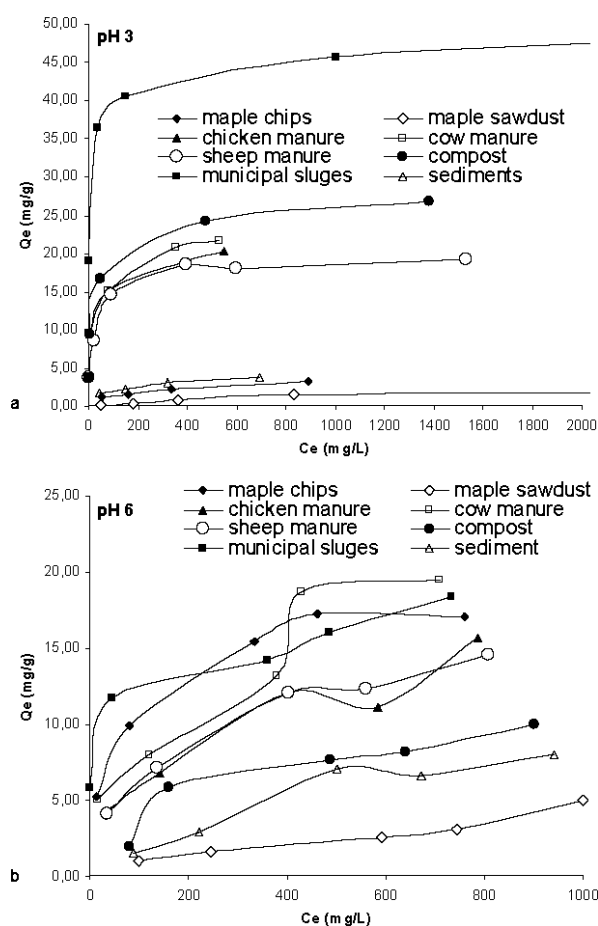 pH 3
50,00
45,00
40,00
35,00
30,00
25,00
20,00
15,00
10,00
5,00
0,00
Qe (mg/g)
maple chips
maple sawdust
chicken manure
cow manure
sheep manure
compost
municipal sluges
sediments
0 200 400 600 800 1000 1200 1400 1600 1800 2000
Ce (mg/L)
a
pH 6
25,00
20,00
15,00
10,00
5,00
0,00
Qe (mg/g)
maple chips
maple sawdust
chicken manure
cow manure
sheep manure
compost
municipal sluges
sediment
0 200 400 600 800 1000
Ce (mg/L)
b